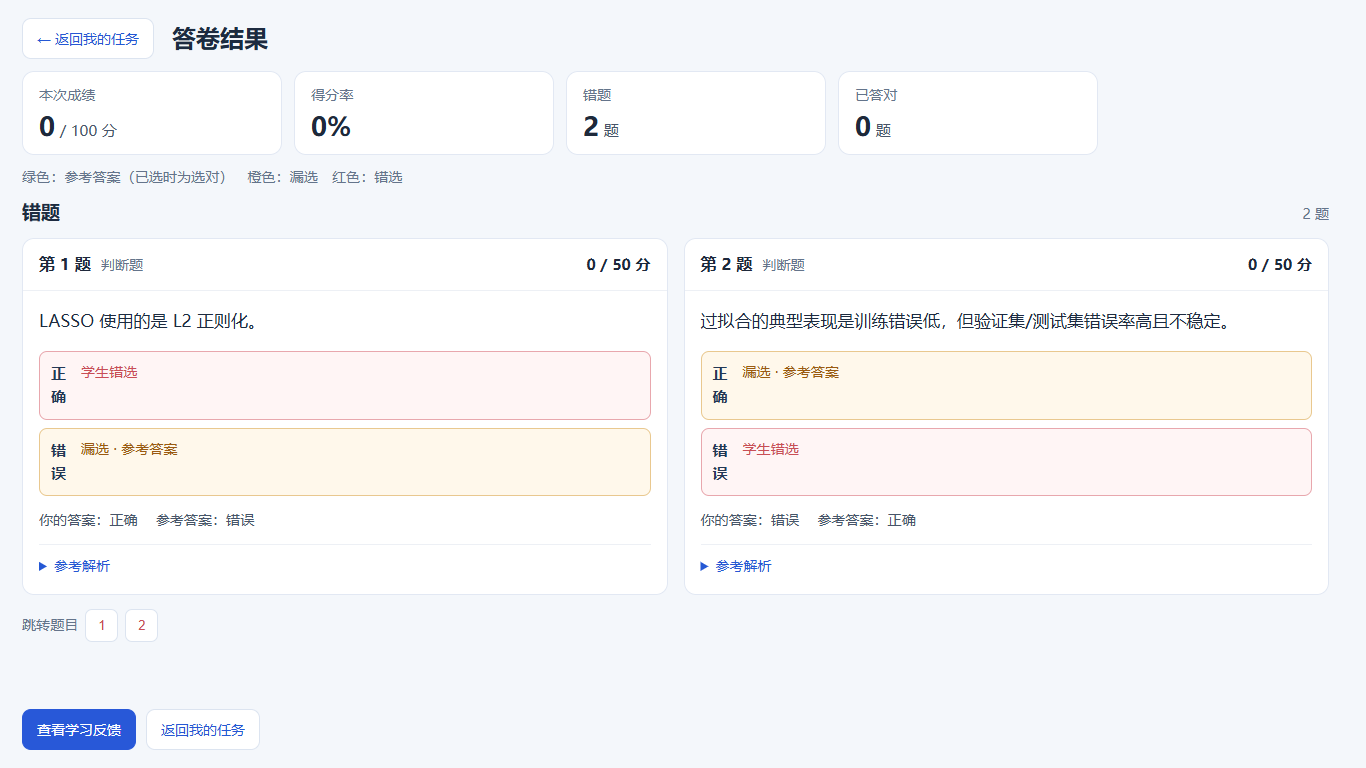 ← 返回我的任务 答卷结果
本次成绩 得分率 错题 已答对
0 / 100 分 0% 2 题 0 题
绿色：参考答案（已选时为选对） 橙色：漏选 红色：错选
错题 2 题
第 1 题 判断题 0 / 50 分
LASSO 使用的是 L2 正则化。
正确 学生错选
错误 漏选 · 参考答案
你的答案：正确 参考答案：错误
▶ 参考解析
第 2 题 判断题 0 / 50 分
过拟合的典型表现是训练错误低，但验证集/测试集错误率高且不稳定。
正确 漏选 · 参考答案
错误 学生错选
你的答案：错误 参考答案：正确
▶ 参考解析
跳转题目 1 2
查看学习反馈 返回我的任务